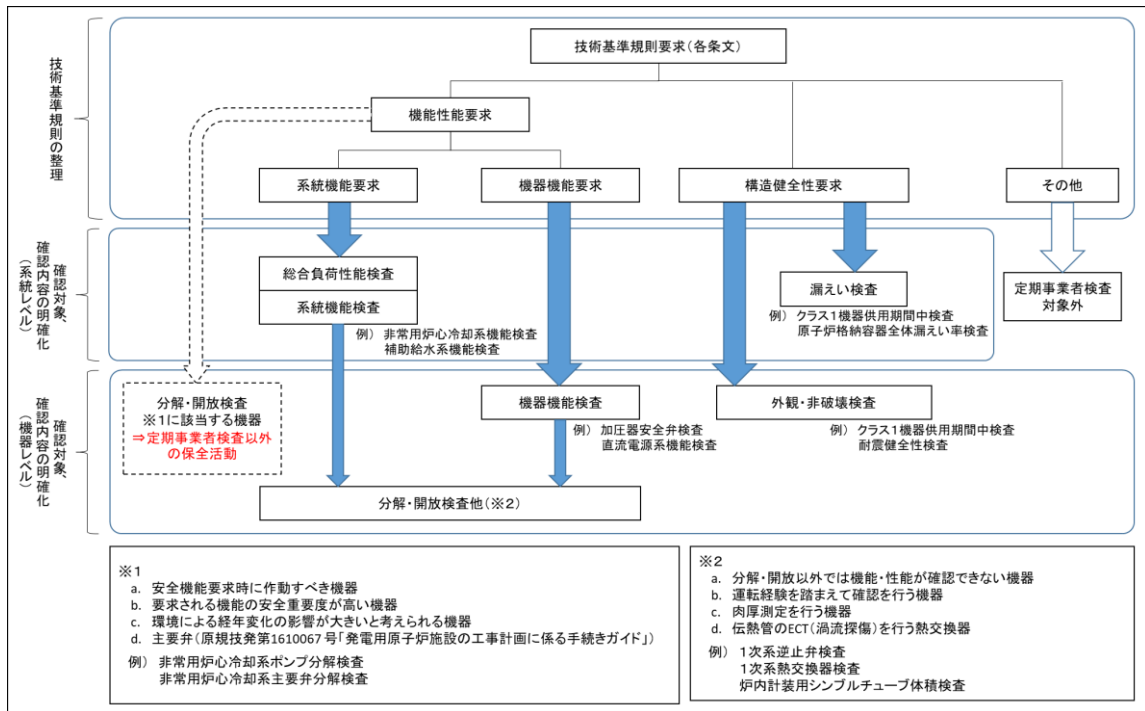 技術基準規則の整理
技術基準規則要求（各条文）
機能性能要求
系統機能要求
機器機能要求
構造健全性要求
その他
確認対象、
確認内容の明確化
（系統レベル）
総合負荷性能検査
系統機能検査
例） 非常用炉心冷却系機能検査
補助給水系機能検査
漏えい検査
例） クラス１機器供用期間中検査
原子炉格納容器全体漏えい率検査
定期事業者検査
対象外
確認対象、
確認内容の明確化
（機器レベル）
分解・開放検査
※１に該当する機器
⇒定期事業者検査以外
の保全活動
機器機能検査
例） 加圧器安全弁検査
直流電源系機能検査
外観・非破壊検査
例） クラス１機器供用期間中検査
耐震健全性検査
分解・開放検査他（※２）
※１
a. 安全機能要求時に作動すべき機器
b. 要求される機能の安全重要度が高い機器
c. 環境による経年変化の影響が大きいと考えられる機器
d. 主要弁（原規技発第1610067号「発電用原子炉施設の工事計画に係る手続きガイド」）
例） 非常用炉心冷却系ポンプ分解検査
非常用炉心冷却系主要弁分解検査
※２
a. 分解・開放以外では機能・性能が確認できない機器
b. 運転経験を踏まえて確認を行う機器
c. 肉厚測定を行う機器
d. 伝熱管のECT（渦流探傷）を行う熱交換器
例） １次系逆止弁検査
１次系熱交換器検査
炉内計装用シンブルチューブ体積検査